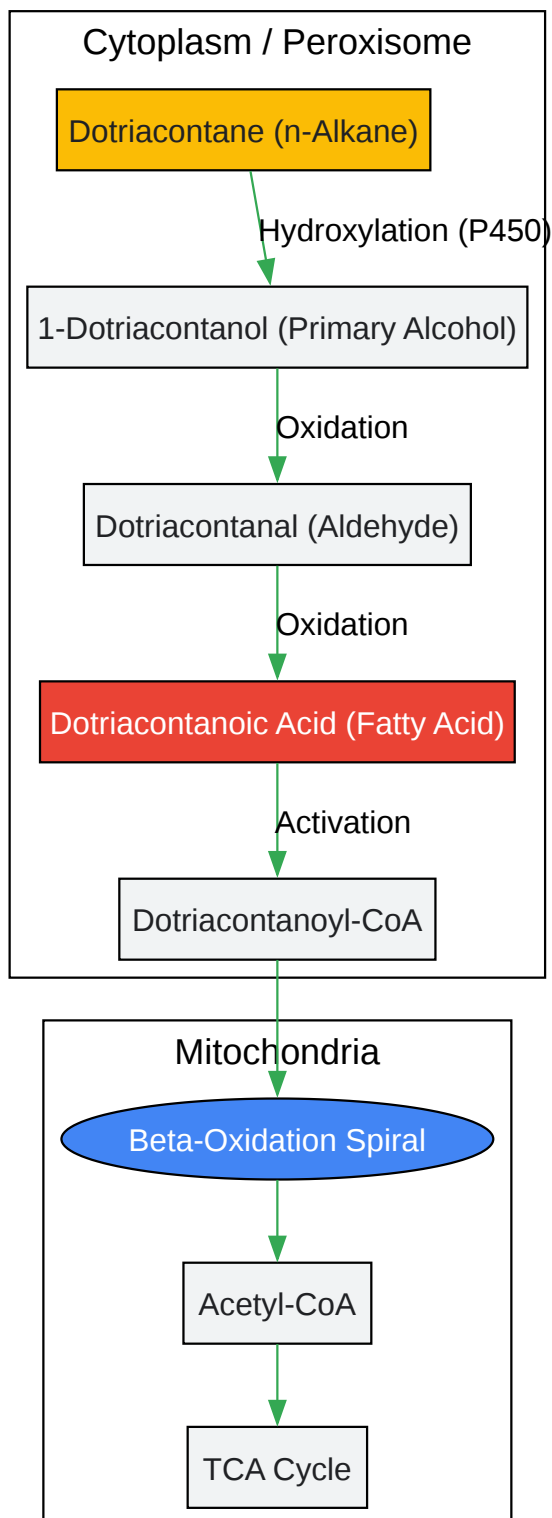 Cytoplasm / Peroxisome
Dotriacontane (n-Alkane)
Hydroxylation (P450)
1-Dotriacontanol (Primary Alcohol)
Oxidation
Dotriacontanal (Aldehyde)
Oxidation
Dotriacontanoic Acid (Fatty Acid)
Activation
Dotriacontanoyl-CoA
Mitochondria
Beta-Oxidation Spiral
Acetyl-CoA
TCA Cycle